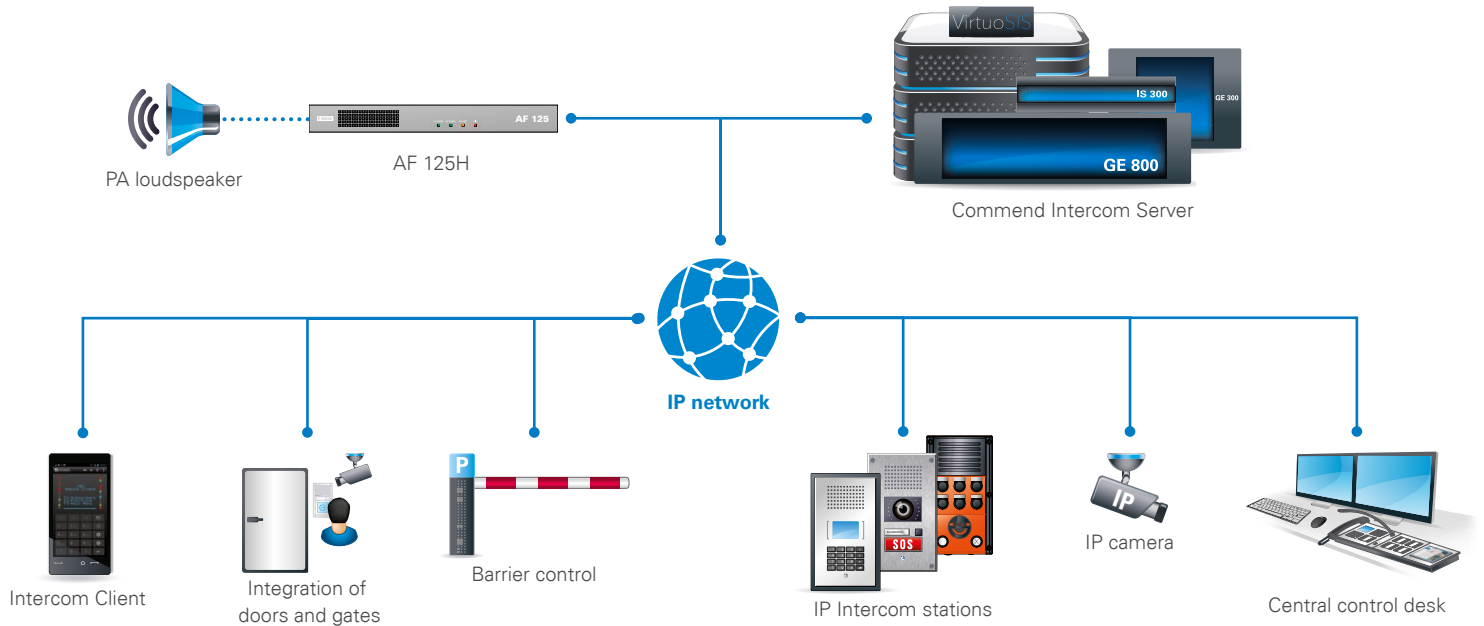 VirtuoSIS
IS 300
GE 300
GE 800
AF 125
PA loudspeaker
AF 125H
Commend Intercom Server
IP network
P
SOS
IP
Intercom Client
Integration of
doors and gates
Barrier control
IP Intercom stations
IP camera
Central control desk